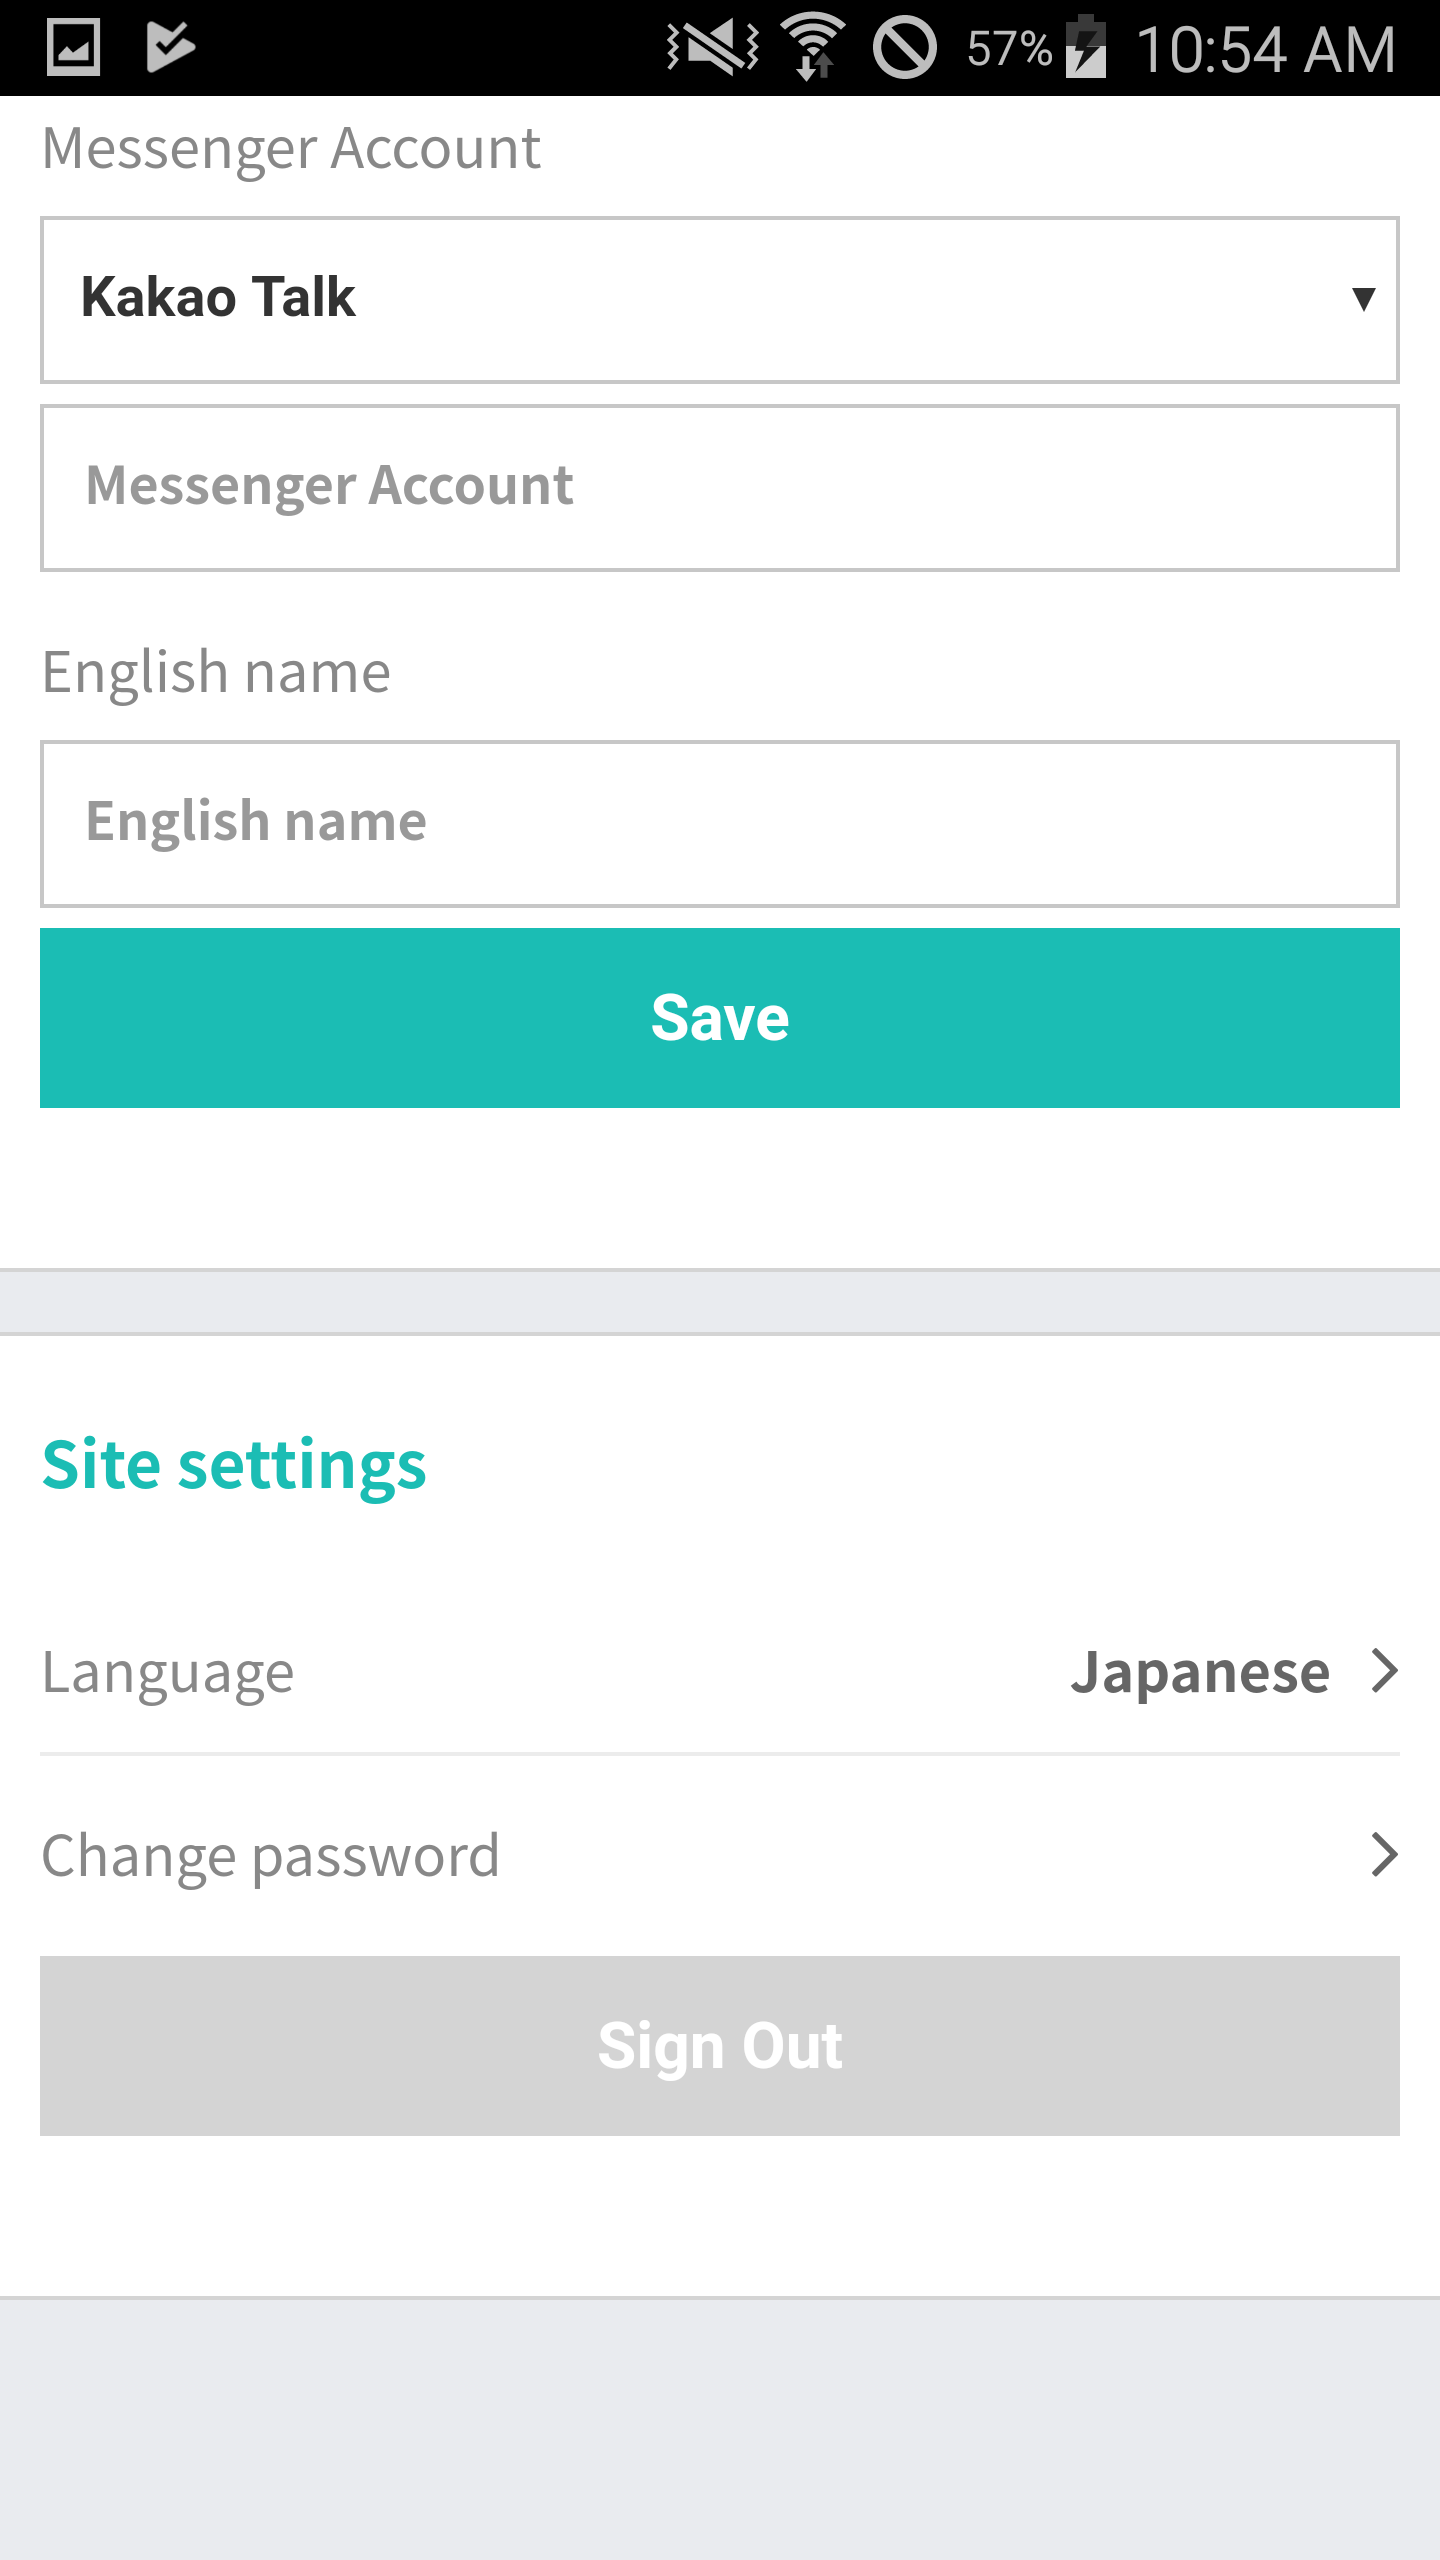 57% 10:54 AM
Messenger Account
Kakao Talk
Messenger Account
English name
English name
Save
Site settings
Language Japanese
Change password
Sign Out